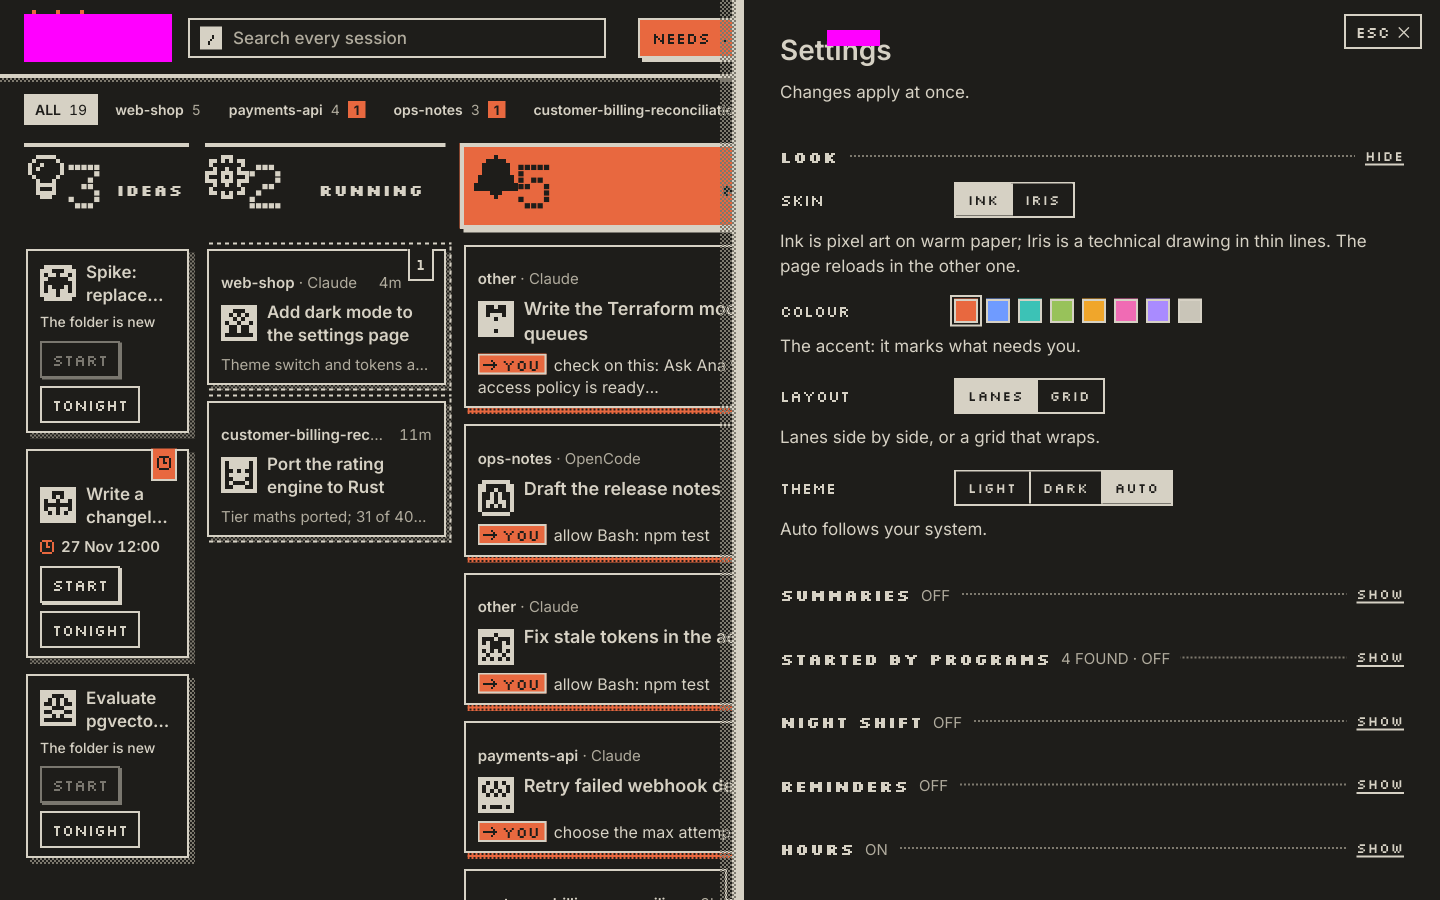 / Search every session
NEEDS
ALL 19 web-shop 5 payments-api 4 1 ops-notes 3 1
3 IDEAS
2 RUNNING
5
Spike:
replace...
The folder is new
START
TONIGHT
Write a
changel...
27 Nov 12:00
START
TONIGHT
Evaluate
pgvecto...
The folder is new
START
TONIGHT
1
web-shop · Claude 4m
Add dark mode to
the settings page
Theme switch and tokens a...
customer-billing-rec... 11m
Port the rating
engine to Rust
Tier maths ported; 31 of 40...
other · Claude
Write the Terraform
queues
→ YOU check on this: Ask Ana
access policy is ready...
ops-notes · OpenCode
Draft the release notes
→ YOU allow Bash: npm test
other · Claude
Fix stale tokens in the
→ YOU allow Bash: npm test
payments-api · Claude
Retry failed webhook
→ YOU choose the max
Settings
ESC ×
Changes apply at once.
LOOK HIDE
SKIN INK IRIS
Ink is pixel art on warm paper; Iris is a technical drawing in thin lines. The
page reloads in the other one.
COLOUR
The accent: it marks what needs you.
LAYOUT LANES GRID
Lanes side by side, or a grid that wraps.
THEME LIGHT DARK AUTO
Auto follows your system.
SUMMARIES OFF SHOW
STARTED BY PROGRAMS 4 FOUND · OFF SHOW
NIGHT SHIFT OFF SHOW
REMINDERS OFF SHOW
HOURS ON SHOW